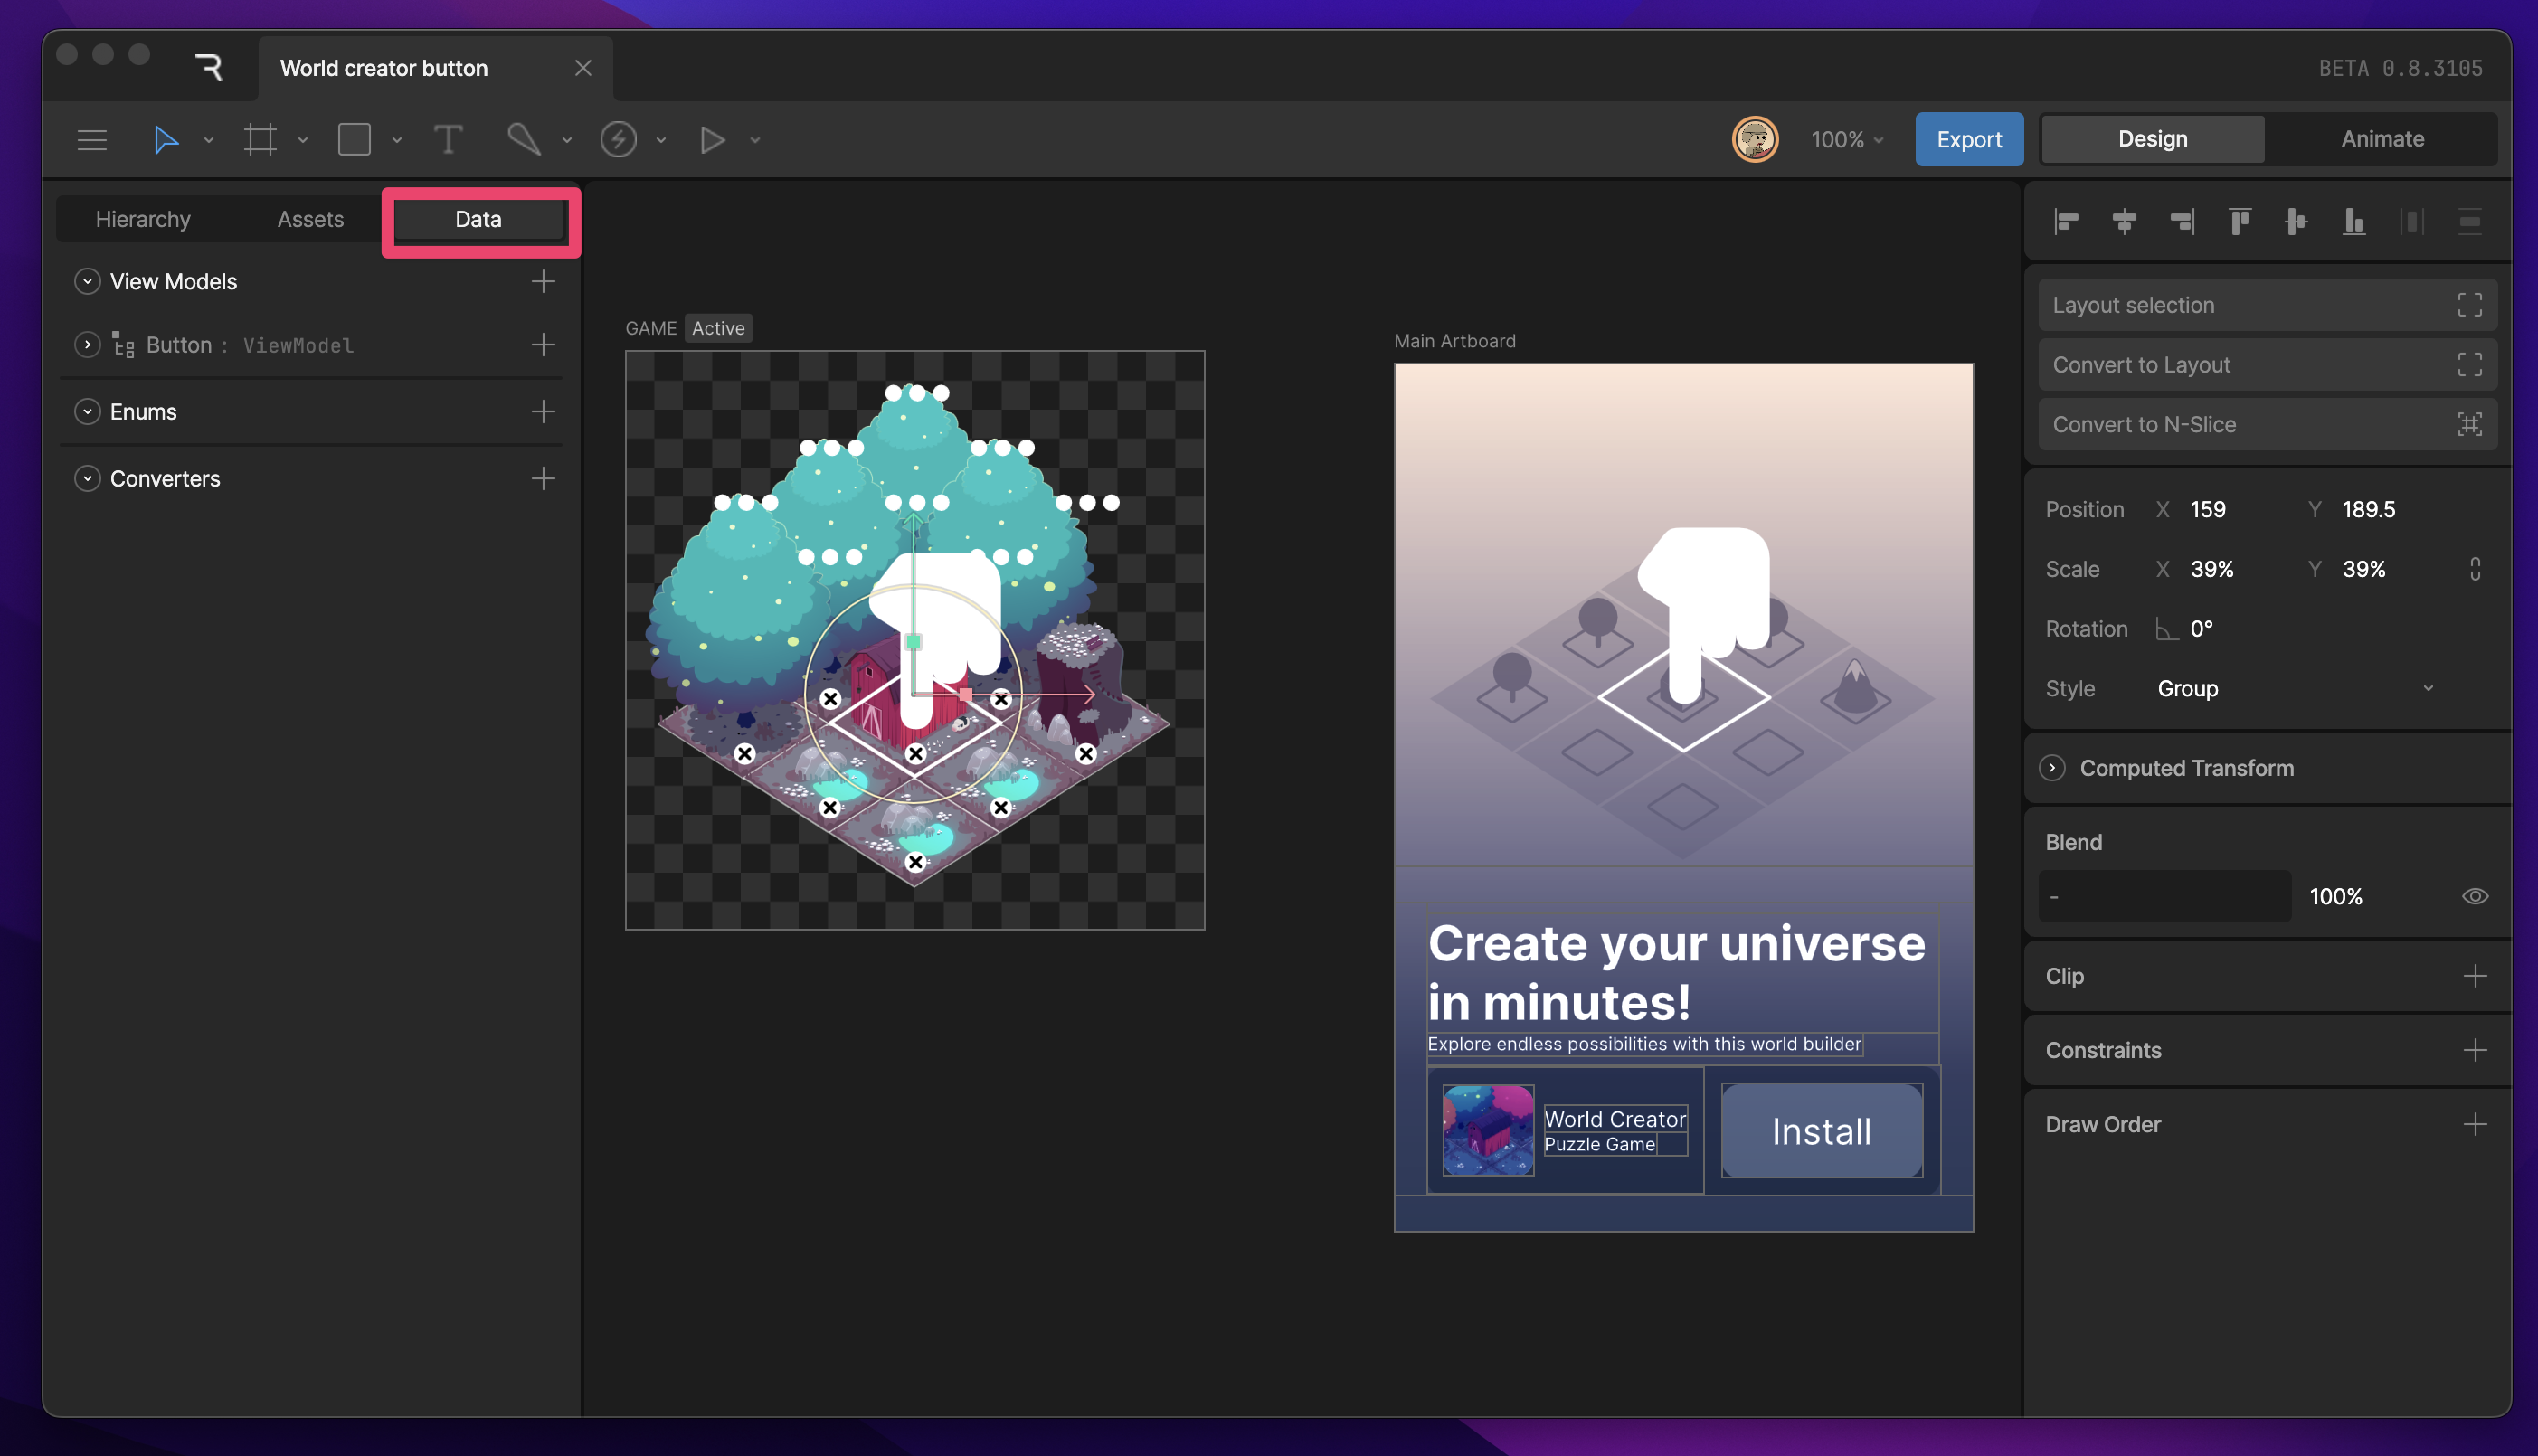 World creator button
BETA 0.8.3105
100%
Export
Design
Animate
Hierarchy
Assets
Data
View Models
Button : ViewModel
Enums
Converters
GAME Active
Main Artboard
Create your universe
in minutes!
Explore endless possibilities with this world builder
World Creator
Puzzle Game
Install
Layout selection
Convert to Layout
Convert to N-Slice
Position X 159 Y 189.5
Scale X 39% Y 39%
Rotation 0°
Style Group
Computed Transform
Blend
- 100%
Clip
Constraints
Draw Order